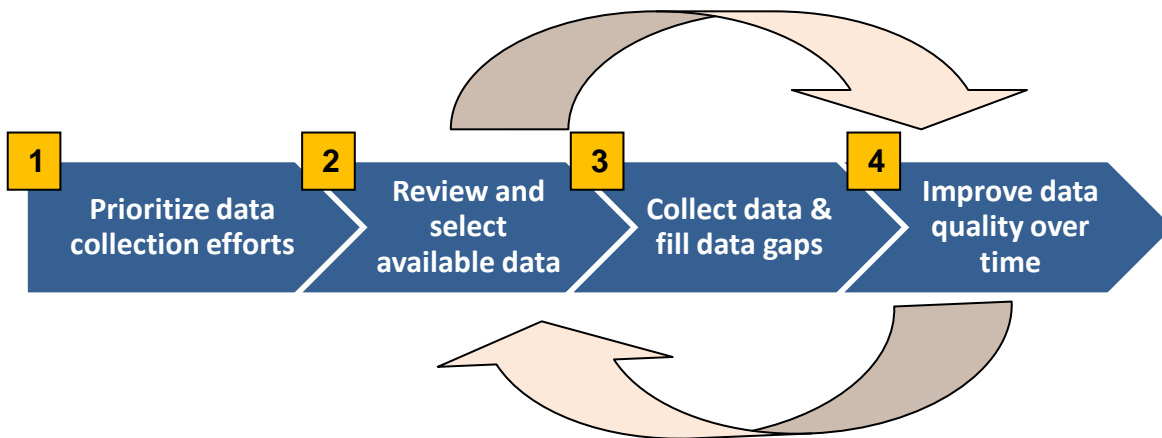 1
Prioritize data
collection efforts
2
Review and
select
available data
3
Collect data &
fill data gaps
4
Improve data
quality over
time